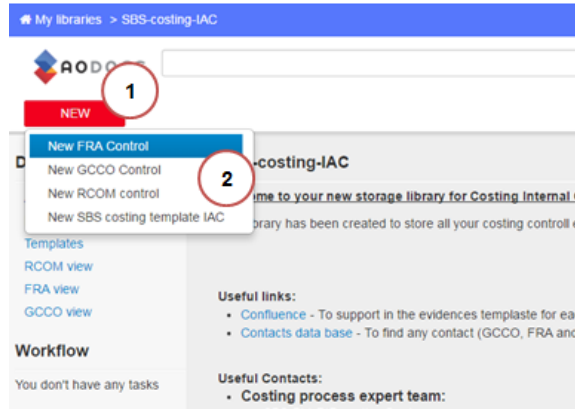 My libraries > SBS-costing-IAC
AODOCS
1
NEW
New FRA Control
New GCCO Control
New RCOM control
New SBS costing template IAC
2
D
-costing-IAC
me to your new storage library for Costing Internal
brary has been created to store all your costing controll e
Templates
RCOM view
FRA view
GCCO view
Useful links:
• Confluence - To support in the evidences templaste for ea
• Contacts data base - To find any contact (GCCO, FRA and
Workflow
You don't have any tasks
Useful Contacts:
• Costing process expert team: